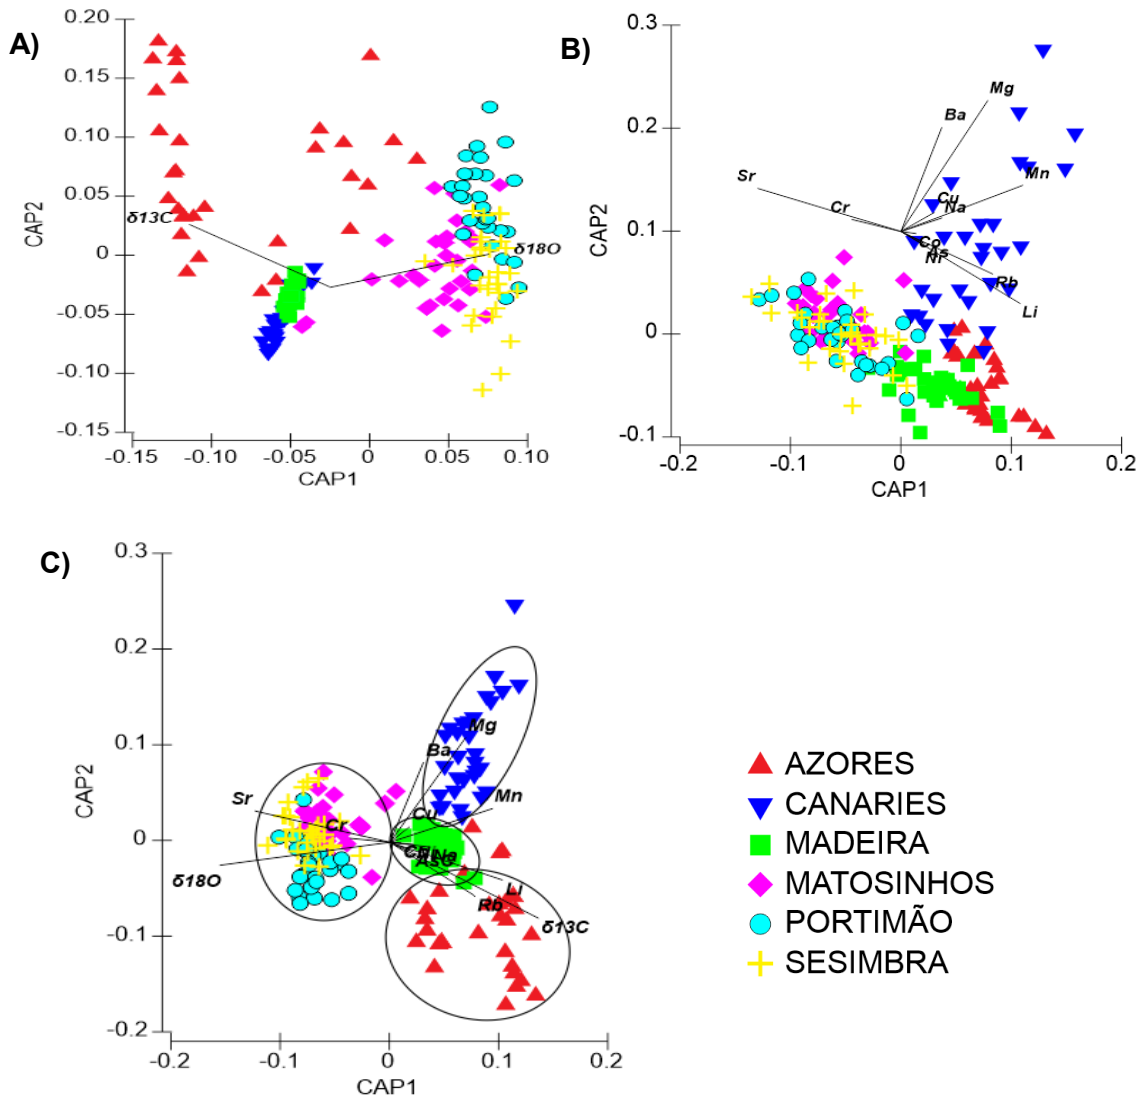 A)
0.20
0.15
0.10
0.05
0
-0.05
-0.10
-0.15
CAP2
-0.15
-0.10
-0.05
0
0.05
0.10
CAP1
δ13C
δ18O
B)
0.3
0.2
0.1
0
-0.1
CAP2
-0.2
-0.1
0
0.1
0.2
CAP1
Mg
Ba
Sr
Mn
Cr
Cu
Na
Co
As
Ni
Rb
Li
C)
0.3
0.2
0.1
0
-0.1
-0.2
CAP2
-0.2
-0.1
0
0.1
0.2
CAP1
Mg
Ba
Sr
Mn
Cu
Cr
Na
δ18O
Li
Rb
δ13C
AZORES
CANARIES
MADEIRA
MATOSINHOS
PORTIMÃO
SESIMBRA